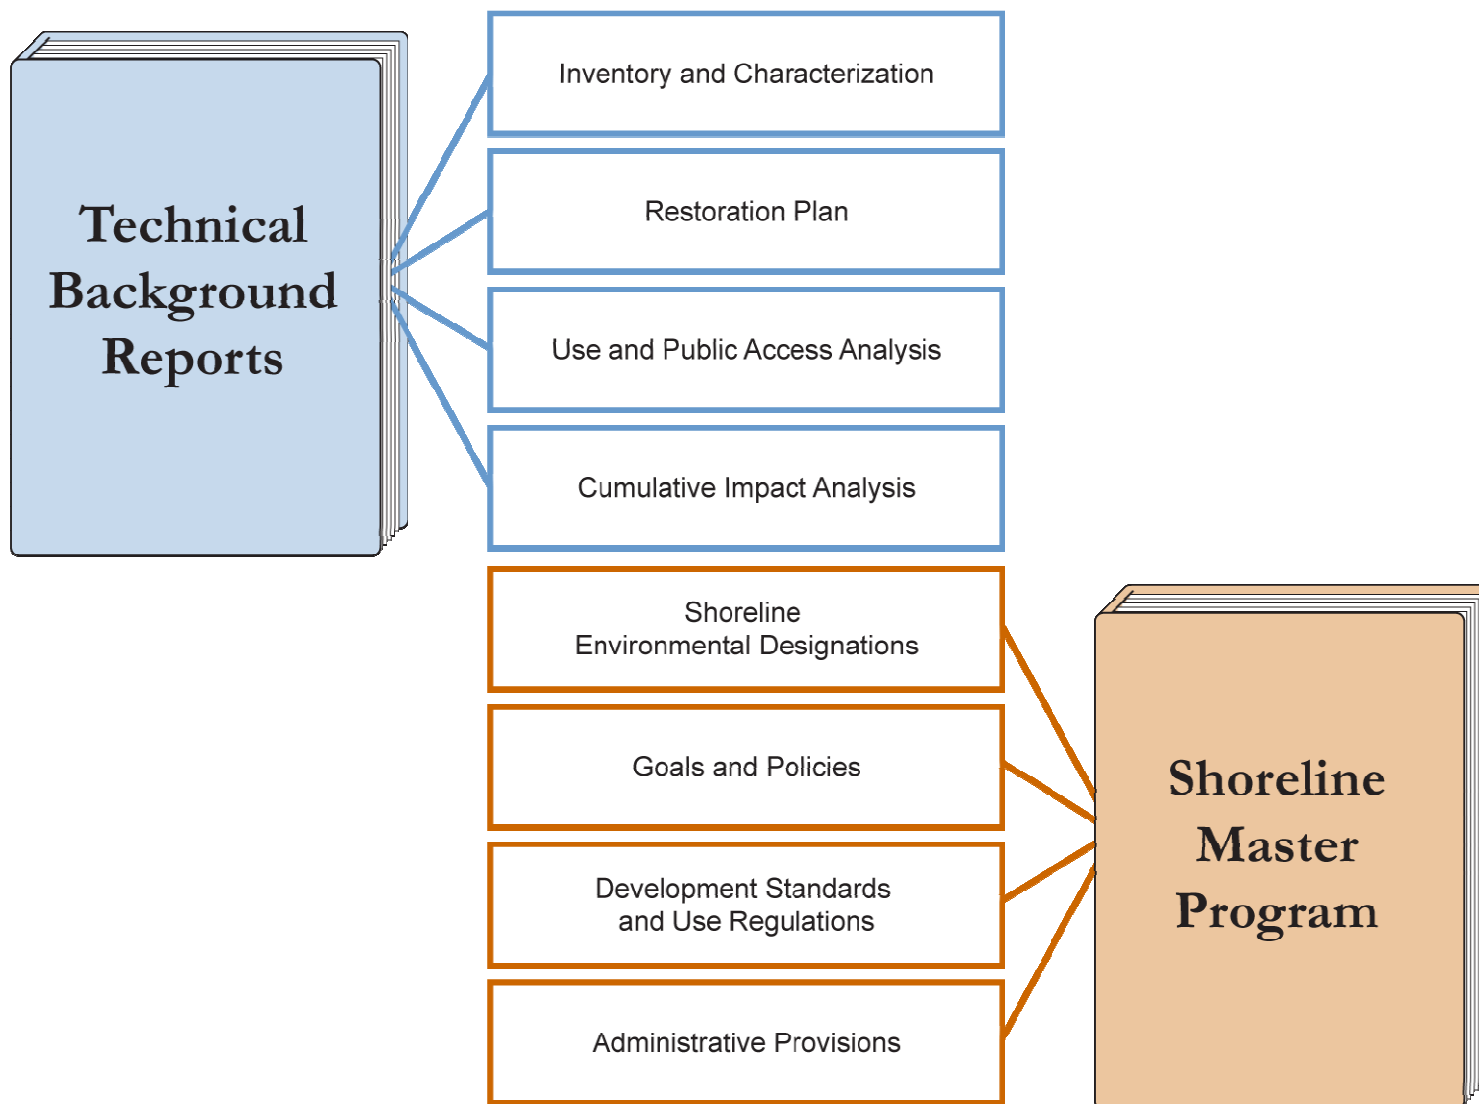 Technical
Background
Reports
Inventory and Characterization
Restoration Plan
Use and Public Access Analysis
Cumulative Impact Analysis
Shoreline
Environmental Designations
Goals and Policies
Development Standards
and Use Regulations
Administrative Provisions
Shoreline
Master
Program